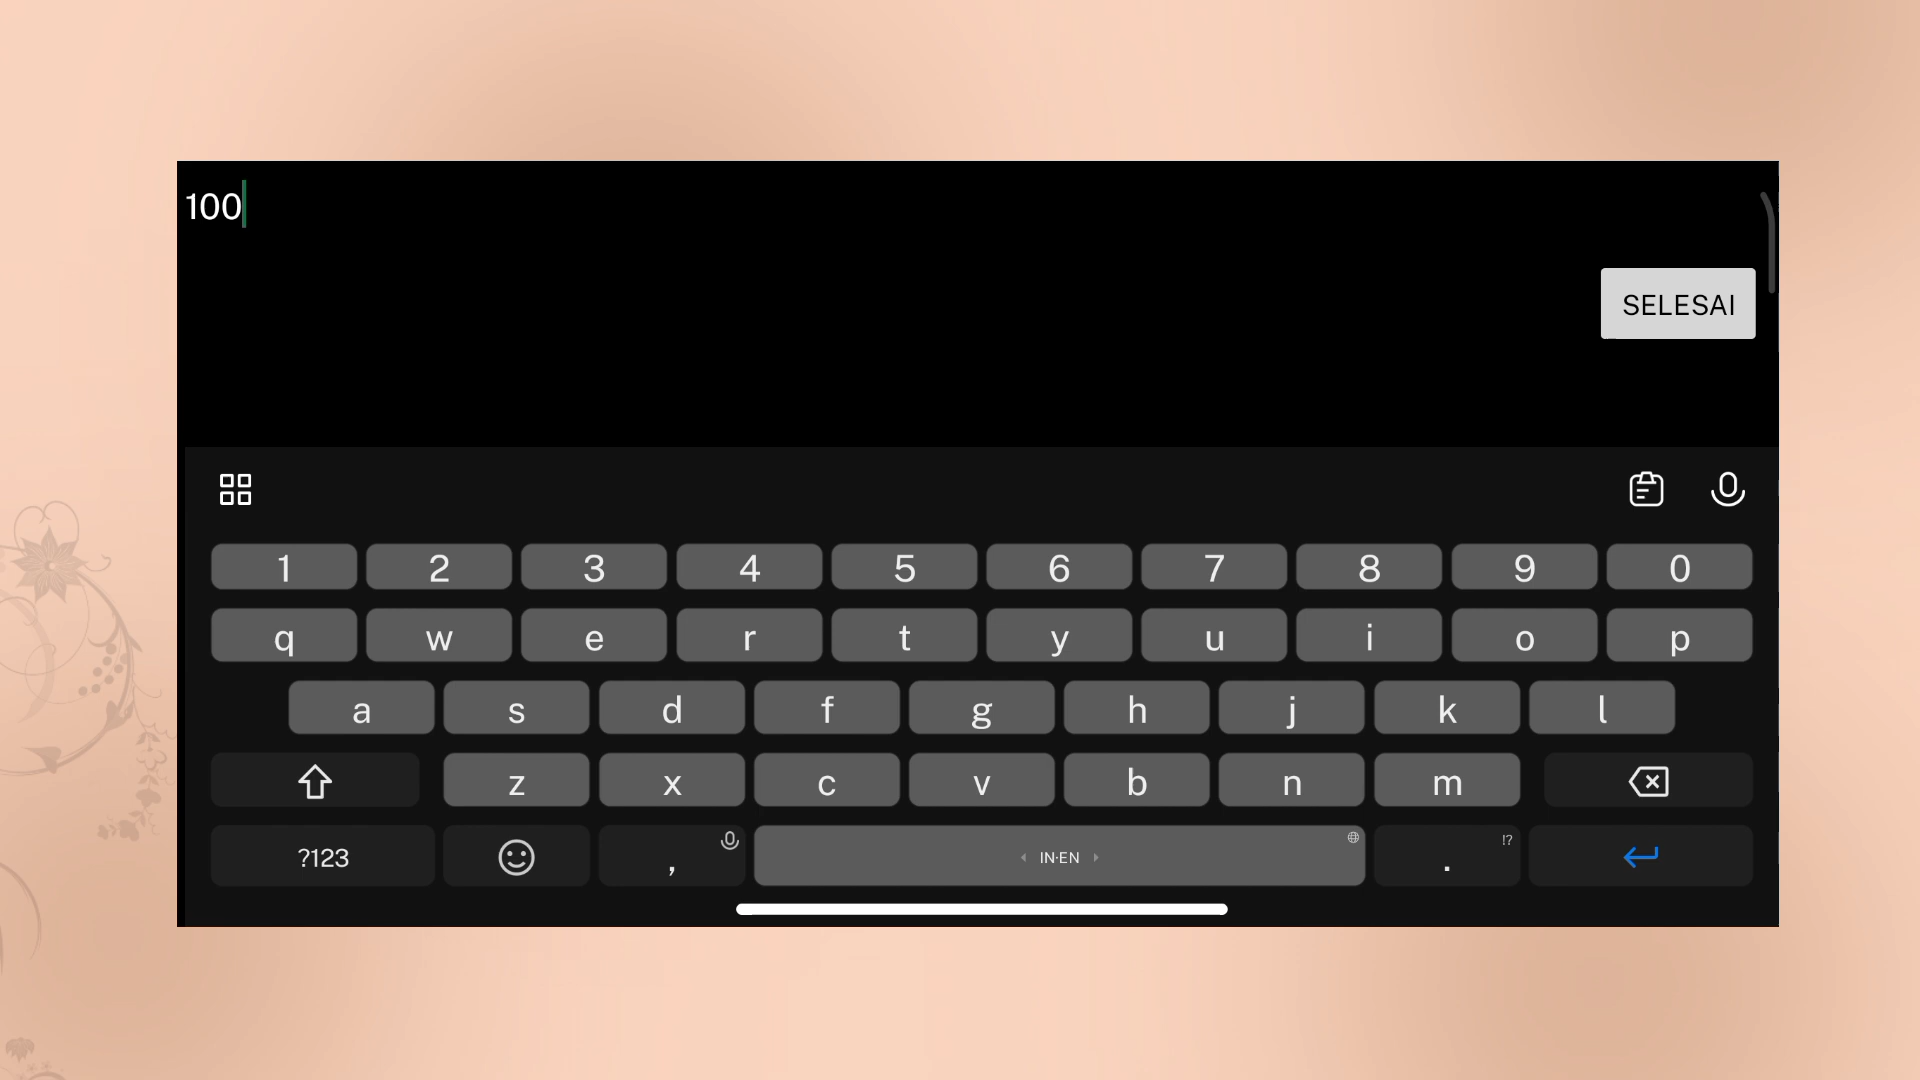 100
SELESAI
1 2 3 4 5 6 7 8 9 0
q w e r t y u i o p
a s d f g h j k l
z x c v b n m
?123 , IN·EN . !?